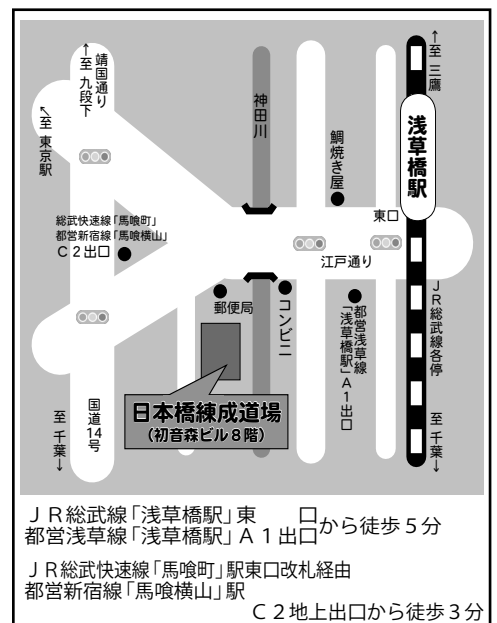 ←至 九段下
靖国通り
←至 東京駅
神田川
鯛焼き屋
←至 三鷹
浅草橋駅
東口
総武快速線「馬喰町」
都営新宿線「馬喰横山」
C2出口
江戸通り
郵便局
コンビニ
都営浅草線
「浅草橋駅」A1出口
JR総武線各停
日本橋練成道場
(初音森ビル8階)
国道14号
至 千葉→
至 千葉→
JR総武線「浅草橋駅」東 口
都営浅草線「浅草橋駅」A1出口
から徒歩5分
JR総武快速線「馬喰町」駅東口改札経由
都営新宿線「馬喰横山」駅
C2地上出口から徒歩3分